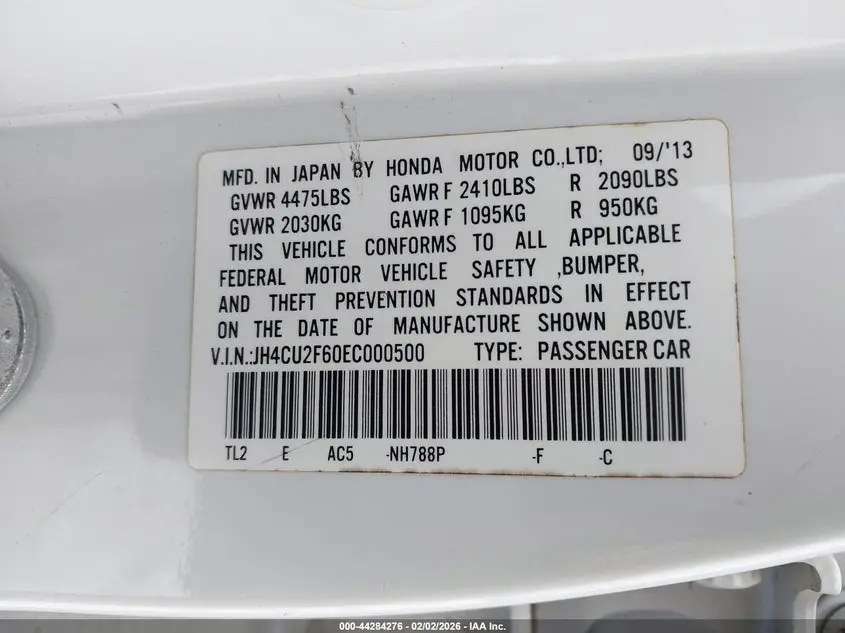 MFD. IN JAPAN BY HONDA MOTOR CO.,LTD; 09/'13
GVWR 4475LBS GAWR F 2410LBS R 2090LBS
GVWR 2030KG GAWR F 1095KG R 950KG
THIS VEHICLE CONFORMS TO ALL APPLICABLE
FEDERAL MOTOR VEHICLE SAFETY ,BUMPER,
AND THEFT PREVENTION STANDARDS IN EFFECT
ON THE DATE OF MANUFACTURE SHOWN ABOVE.
V.I.N.:JH4CU2F60EC000500 TYPE: PASSENGER CAR
TL2 E AC5 -NH788P -F -C
000-44284276 - 02/02/2026 - IAA Inc.